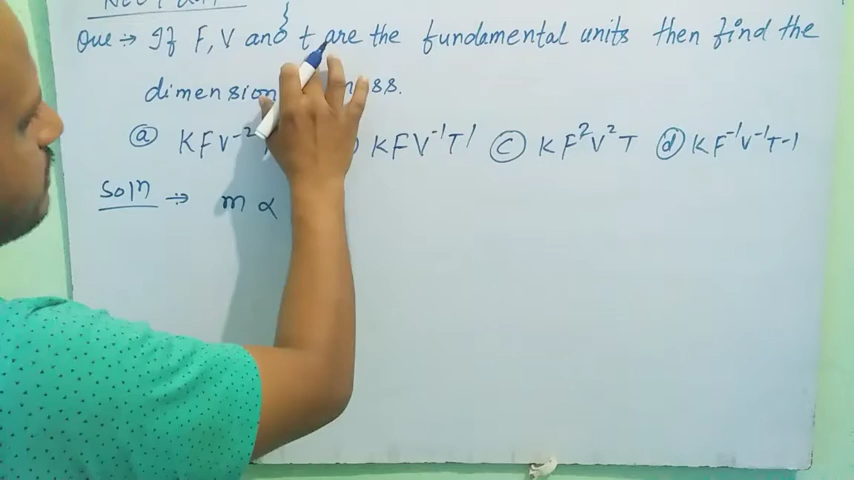 Que → If F, V and t are the fundamental units then find the
dimension
ⓐ KFV⁻² KFV⁻¹T¹ ⓒ KF²V²T ⓓ KF⁻¹V⁻¹T-1
Soln → m ∝